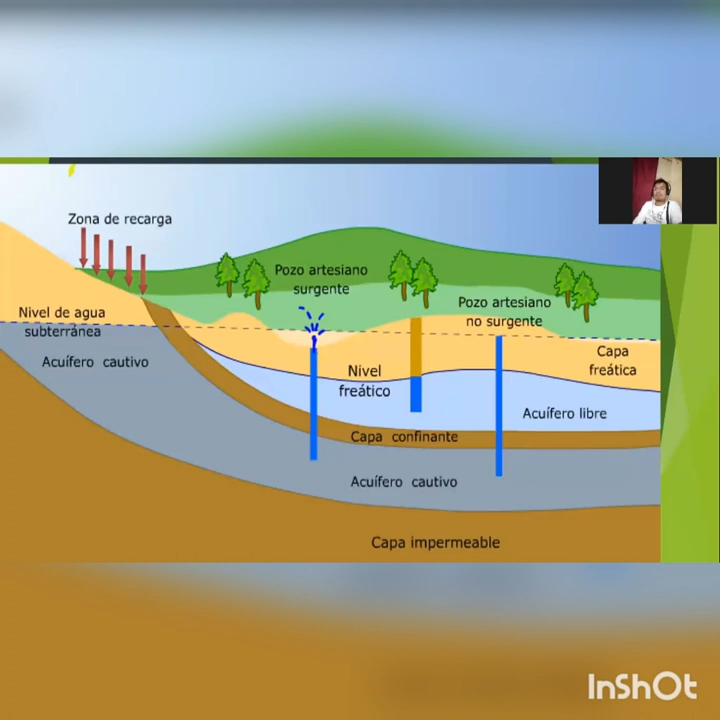 Zona de recarga
Pozo artesiano
surgente
Pozo artesiano
no surgente
Nivel de agua
subterránea
Acuífero cautivo
Capa
freática
Nivel
freático
Acuífero libre
Capa confinante
Acuífero cautivo
Capa impermeable
InShOt